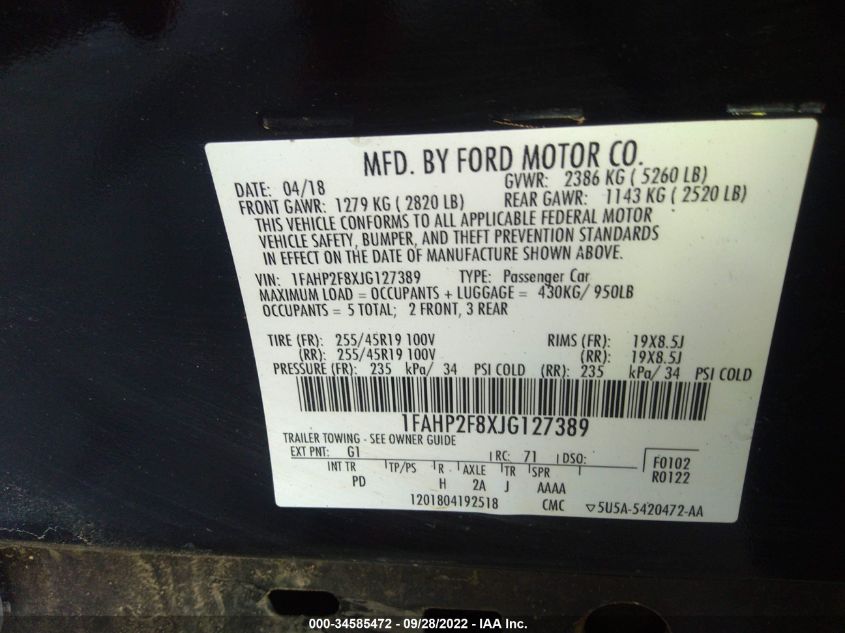 MFD. BY FORD MOTOR CO.
DATE: 04/18 GVWR: 2386 KG ( 5260 LB)
FRONT GAWR: 1279 KG ( 2820 LB) REAR GAWR: 1143 KG ( 2520 LB)
THIS VEHICLE CONFORMS TO ALL APPLICABLE FEDERAL MOTOR
VEHICLE SAFETY, BUMPER, AND THEFT PREVENTION STANDARDS
IN EFFECT ON THE DATE OF MANUFACTURE SHOWN ABOVE.
VIN: 1FAHP2F8XJG127389 TYPE: Passenger Car
MAXIMUM LOAD = OCCUPANTS + LUGGAGE = 430KG/ 950LB
OCCUPANTS = 5 TOTAL; 2 FRONT, 3 REAR
TIRE (FR): 255/45R19 100V RIMS (FR): 19X8.5J
(RR): 255/45R19 100V (RR): 19X8.5J
PRESSURE (FR): 235 kPa/ 34 PSI COLD (RR): 235 kPa/ 34 PSI COLD
1FAHP2F8XJG127389
TRAILER TOWING - SEE OWNER GUIDE
EXT PNT: G1 RC: 71 DSO:
INT TR TP/PS R AXLE TR SPR F0102
PD H 2A J AAAA R0122
1201804192518 CMC ▽5U5A-5420472-AA
000-34585472 - 09/28/2022 - IAA Inc.